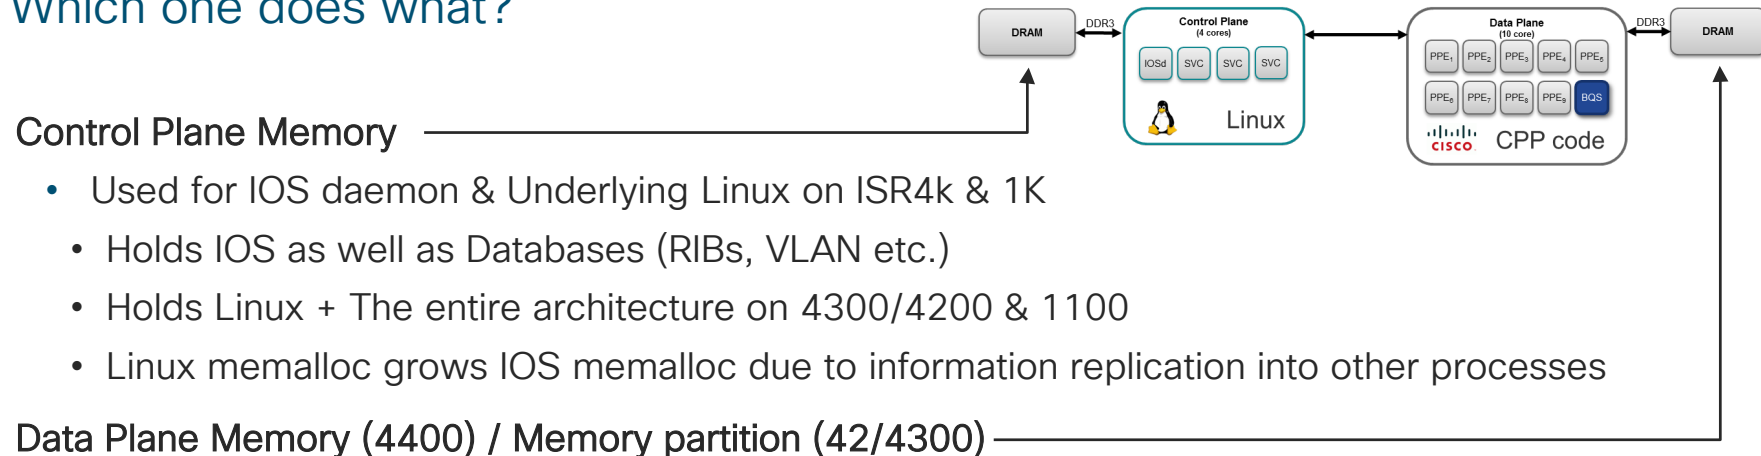 Which one does what?
DRAM
DDR3
Control Plane
(4 cores)
IOSd SVC SVC SVC
Linux
Data Plane
(10 core)
PPE₁ PPE₂ PPE₃ PPE₄ PPE₅
PPE₆ PPE₇ PPE₈ PPE₉ BQS
CISCO CPP code
DDR3
DRAM
Control Plane Memory
• Used for IOS daemon & Underlying Linux on ISR4k & 1K
• Holds IOS as well as Databases (RIBs, VLAN etc.)
• Holds Linux + The entire architecture on 4300/4200 & 1100
• Linux memalloc grows IOS memalloc due to information replication into other processes
Data Plane Memory (4400) / Memory partition (42/4300)